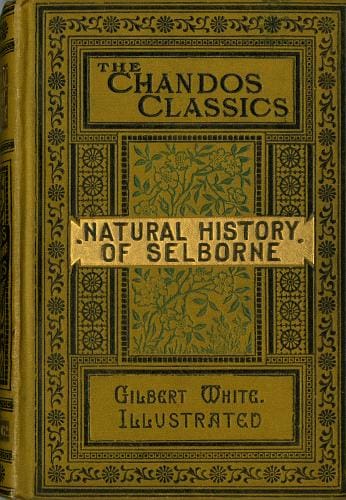 THE
CHANDOS
CLASSICS
.NATURAL HISTORY.
OF SELBORNE
GILBERT WHITE.
ILLUSTRATED